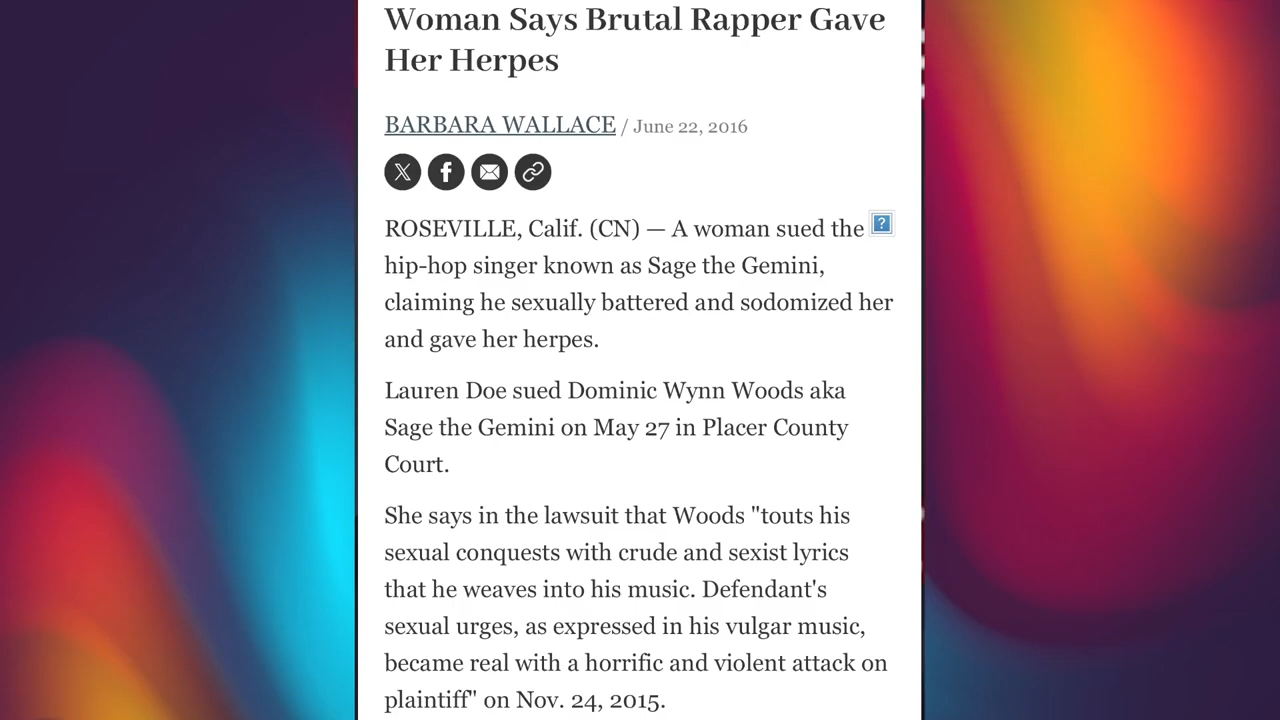 Woman Says Brutal Rapper Gave
Her Herpes
BARBARA WALLACE / June 22, 2016
ROSEVILLE, Calif. (CN) — A woman sued the
hip-hop singer known as Sage the Gemini,
claiming he sexually battered and sodomized her
and gave her herpes.
Lauren Doe sued Dominic Wynn Woods aka
Sage the Gemini on May 27 in Placer County
Court.
She says in the lawsuit that Woods "touts his
sexual conquests with crude and sexist lyrics
that he weaves into his music. Defendant's
sexual urges, as expressed in his vulgar music,
became real with a horrific and violent attack on
plaintiff" on Nov. 24, 2015.